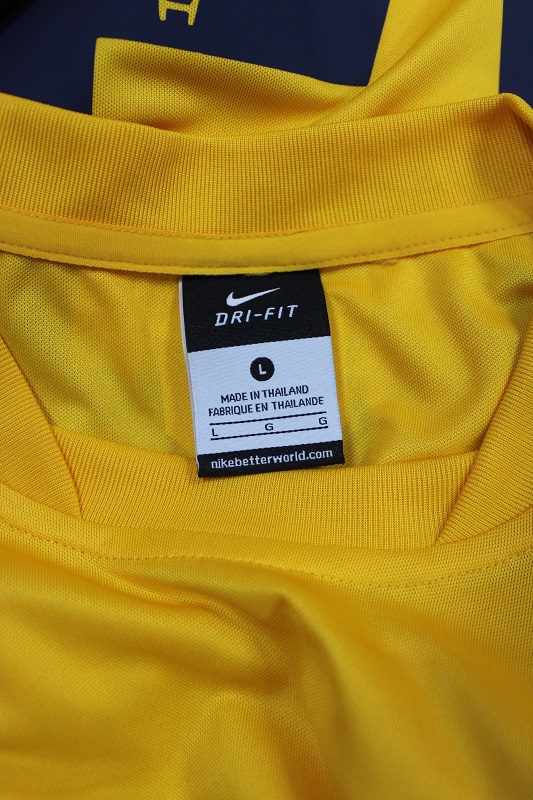 DRI-FIT
L
MADE IN THAILAND
FABRIQUE EN THAILANDE
L G G
nikebetterworld.com